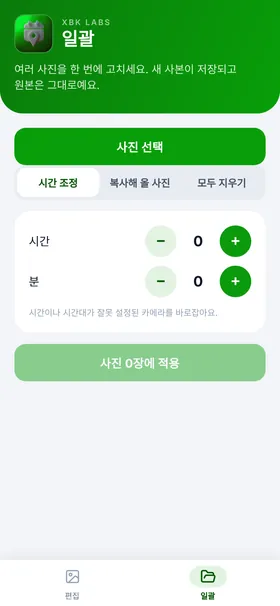 XBK LABS
일괄
여러 사진을 한 번에 고치세요. 새 사본이 저장되고
원본은 그대로예요.
사진 선택
시간 조정
복사해 올 사진
모두 지우기
시간
−
0
+
분
−
0
+
시간이나 시간대가 잘못 설정된 카메라를 바로잡아요.
사진 0장에 적용
편집
일괄